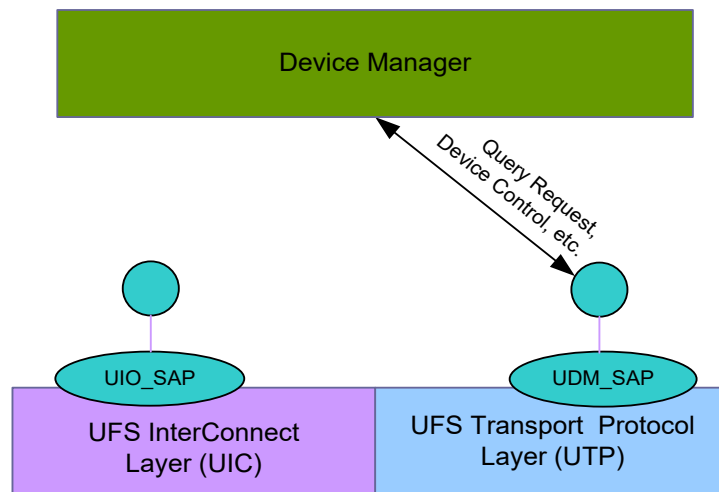 Device Manager
Query Request,
Device Control, etc.
UIO_SAP
UDM_SAP
UFS InterConnect
Layer (UIC)
UFS Transport Protocol
Layer (UTP)